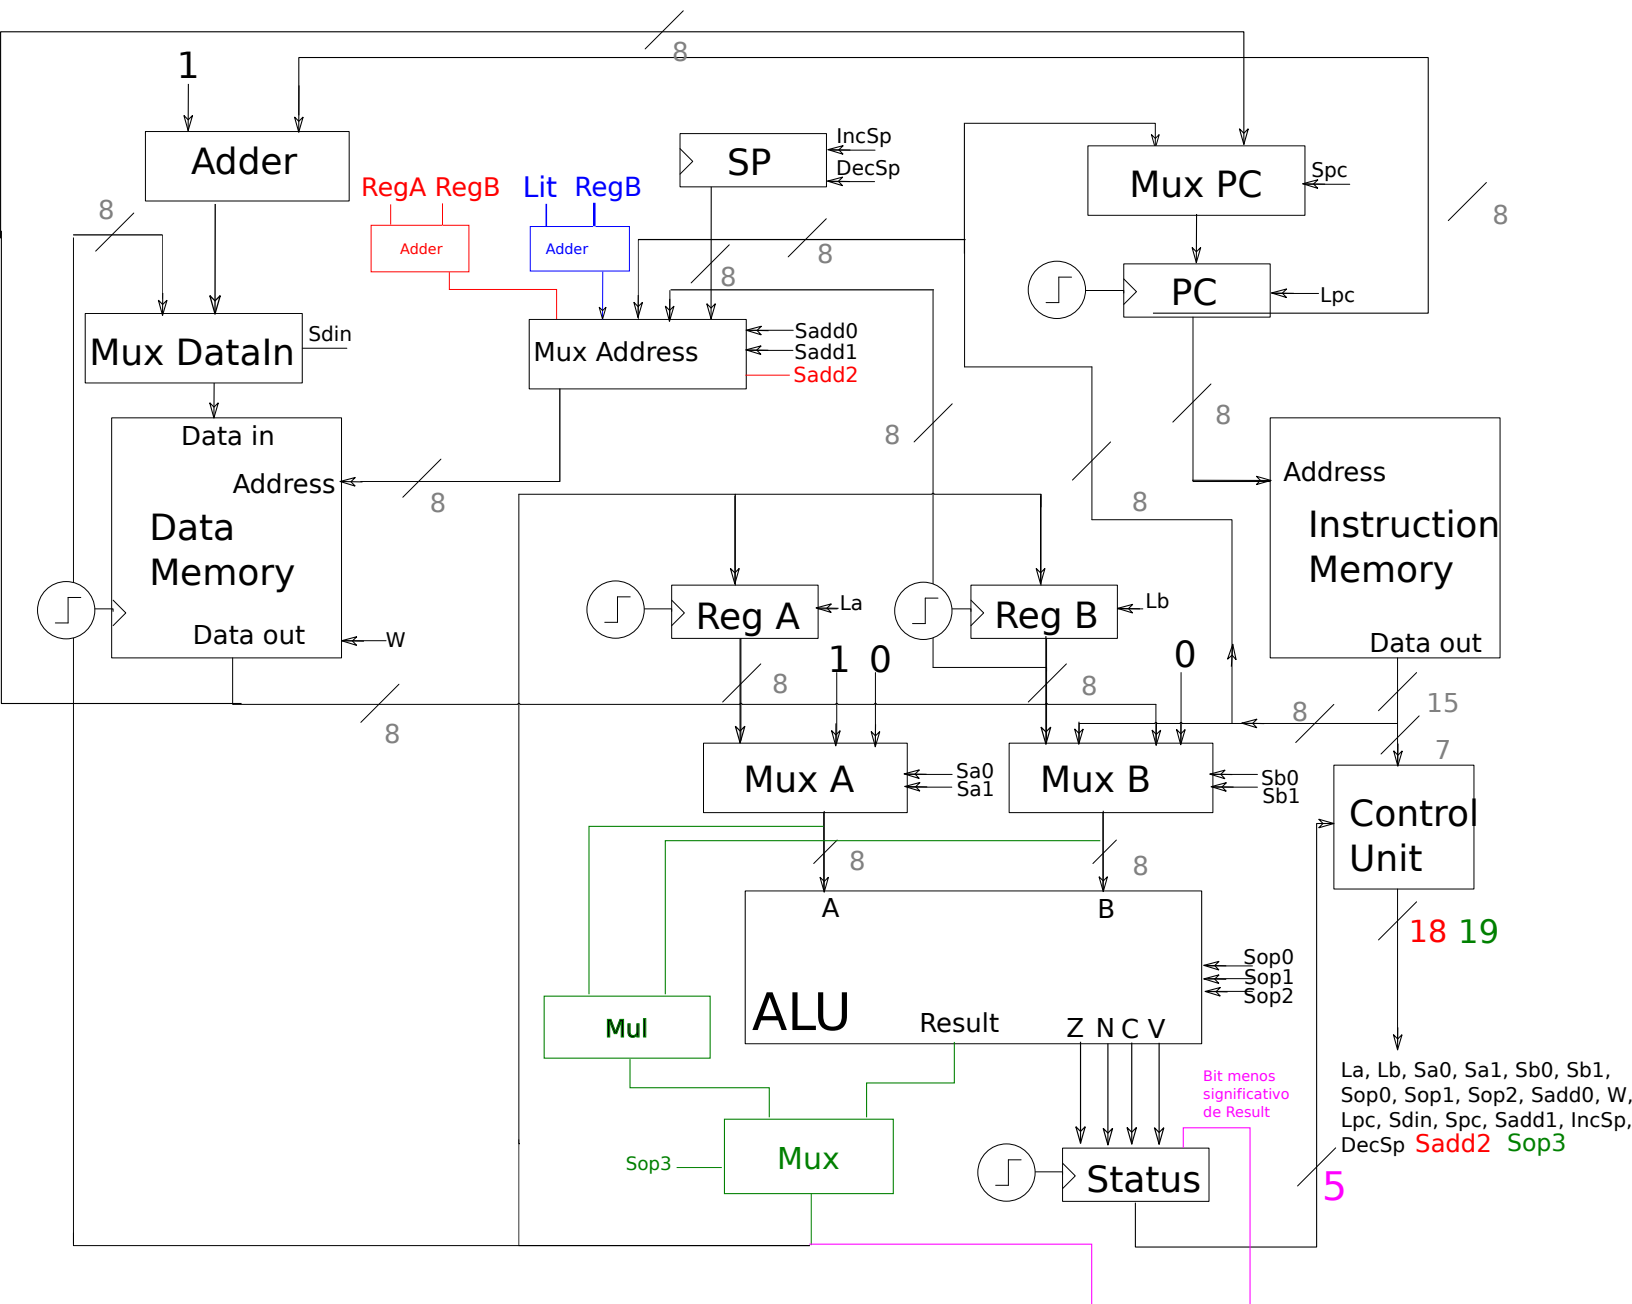 8
1
Adder
IncSp
SP
DecSp
Mux PC
Spc
RegA RegB
Lit RegB
8
8
Adder
Adder
8
8
PC
Lpc
Mux DataIn
Sdin
Mux Address
Sadd0
Sadd1
Sadd2
8
8
Data in
Address
8
8
Address
Data
Memory
Instruction
Memory
Reg A
La
Reg B
Lb
Data out
W
Data out
1 0
0
8
8
8
8
15
7
Mux A
Sa0
Sa1
Mux B
Sb0
Sb1
Control
Unit
8
8
A
B
18 19
Sop0
Sop1
Sop2
ALU
Result
Z N C V
Mul
Bit menos
significativo
de Result
La, Lb, Sa0, Sa1, Sb0, Sb1,
Sop0, Sop1, Sop2, Sadd0, W,
Lpc, Sdin, Spc, Sadd1, IncSp,
DecSp Sadd2 Sop3
Sop3
Mux
Status
5